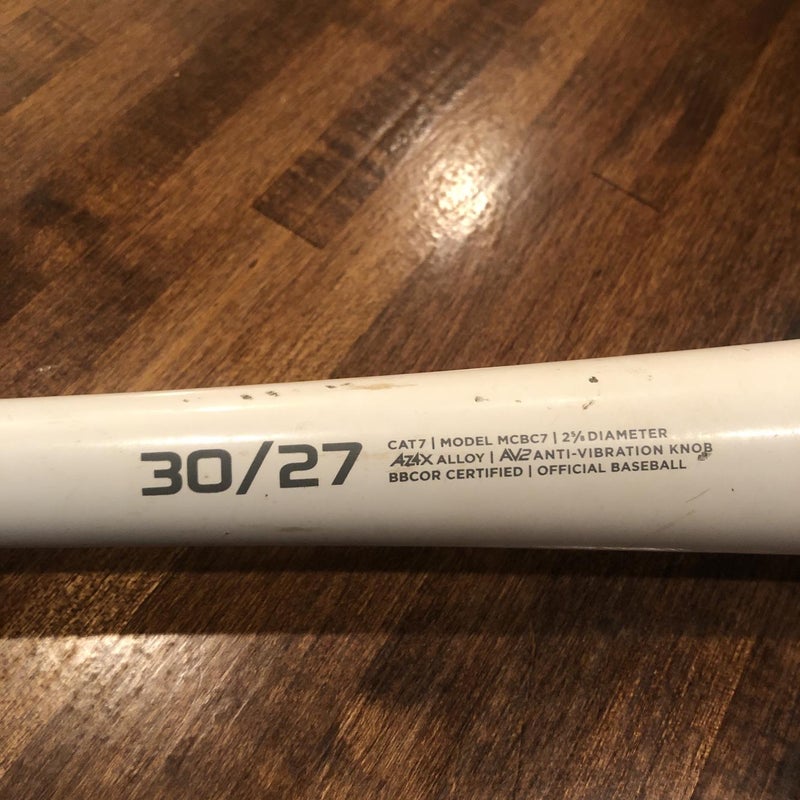 30/27
CAT7 | MODEL MCBC7 | 2⅝ DIAMETER
AZ4X ALLOY | AV2 ANTI-VIBRATION KNOB
BBCOR CERTIFIED | OFFICIAL BASEBALL